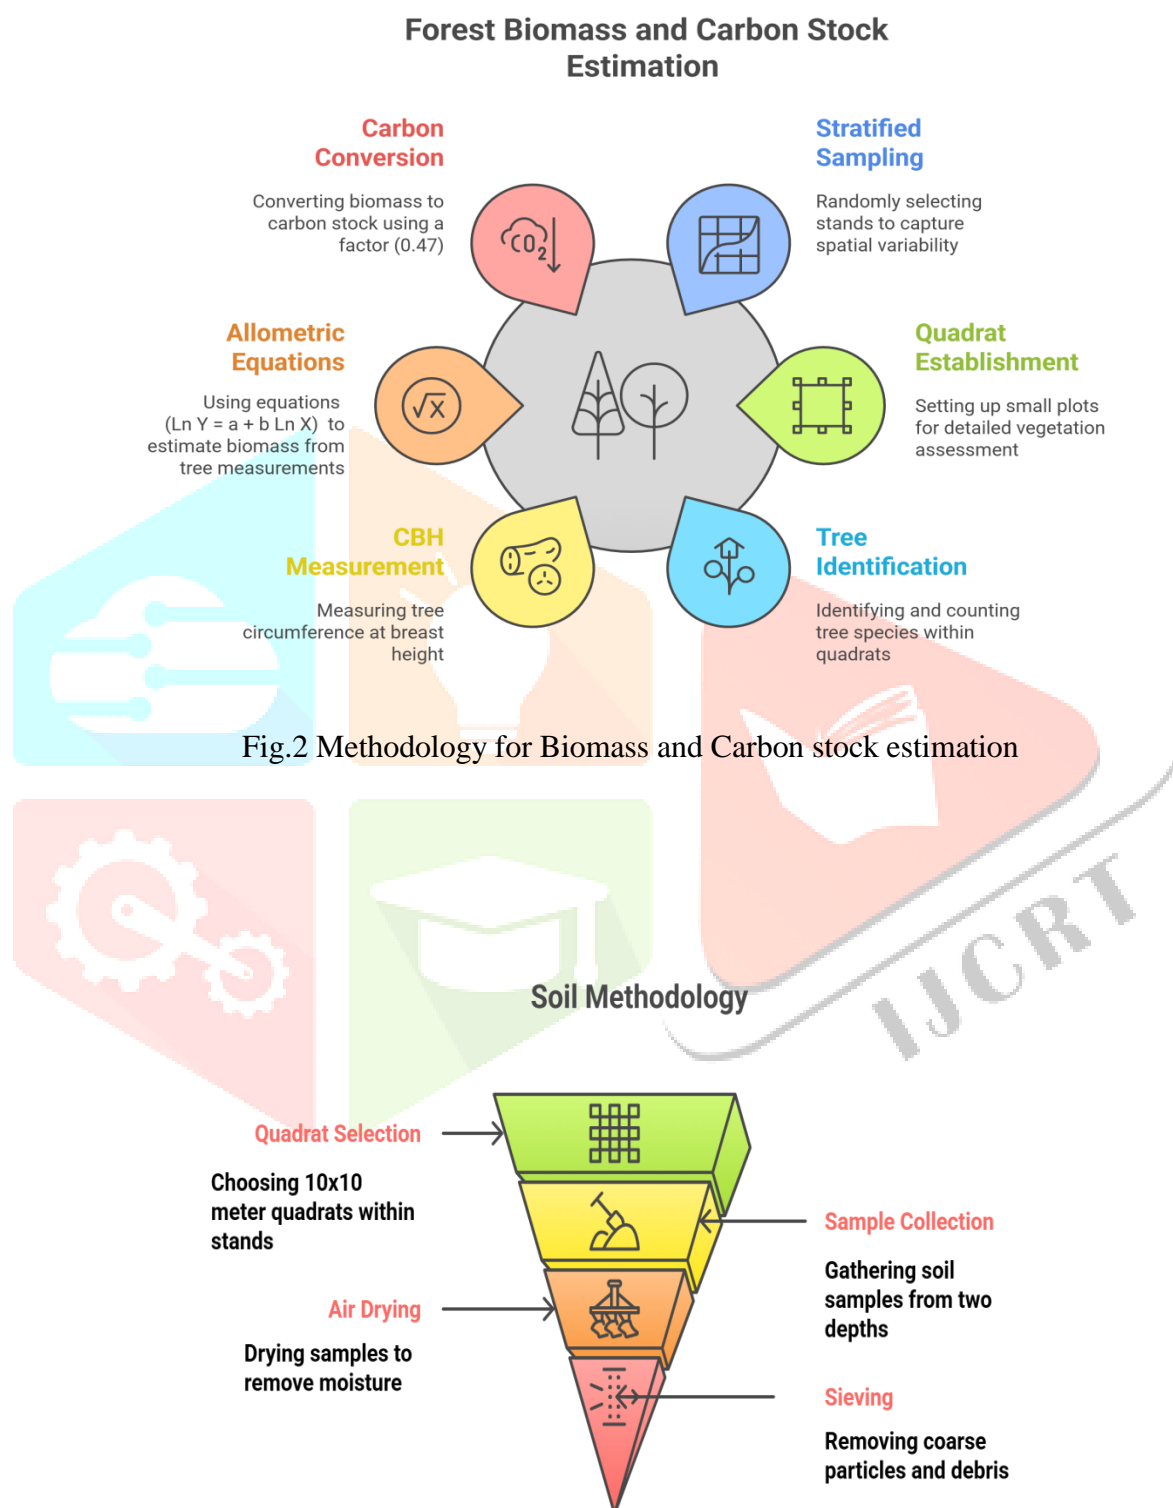 Forest Biomass and Carbon Stock
Estimation
Carbon
Conversion
Converting biomass to
carbon stock using a
factor (0.47)
CO2
Stratified
Sampling
Randomly selecting
stands to capture
spatial variability
Allometric
Equations
Using equations
(Ln Y = a + b Ln X) to
estimate biomass from
tree measurements
√x
Quadrat
Establishment
Setting up small plots
for detailed vegetation
assessment
CBH
Measurement
Measuring tree
circumference at breast
height
Tree
Identification
Identifying and counting
tree species within
quadrats
Fig.2 Methodology for Biomass and Carbon stock estimation
IJCRT
Soil Methodology
Quadrat Selection
Choosing 10x10
meter quadrats within
stands
Sample Collection
Gathering soil
samples from two
depths
Air Drying
Drying samples to
remove moisture
Sieving
Removing coarse
particles and debris